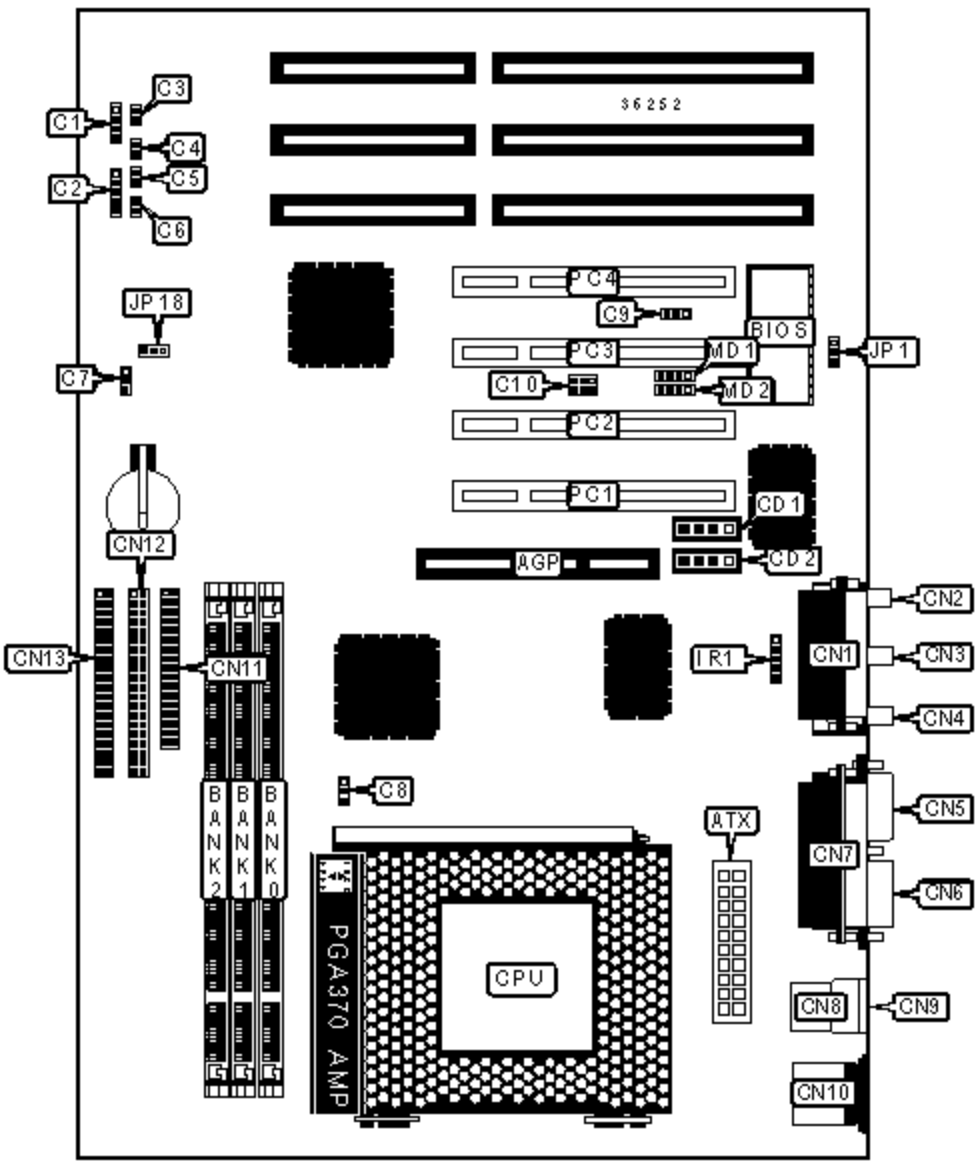 36252
C3
C1
C4
C5
C2
C6
PC4
JP18
C9
BIOS
PC3
MD1
JP1
C7
C10
MD2
PC2
PC1
CD1
CN12
AGP
CD2
CN2
CN13
CN11
IR1
CN1
CN3
CN4
C8
BANK2
BANK1
BANK0
ATX
CN5
CN7
CN6
PGA370 AMP
CPU
CN8
CN9
CN10